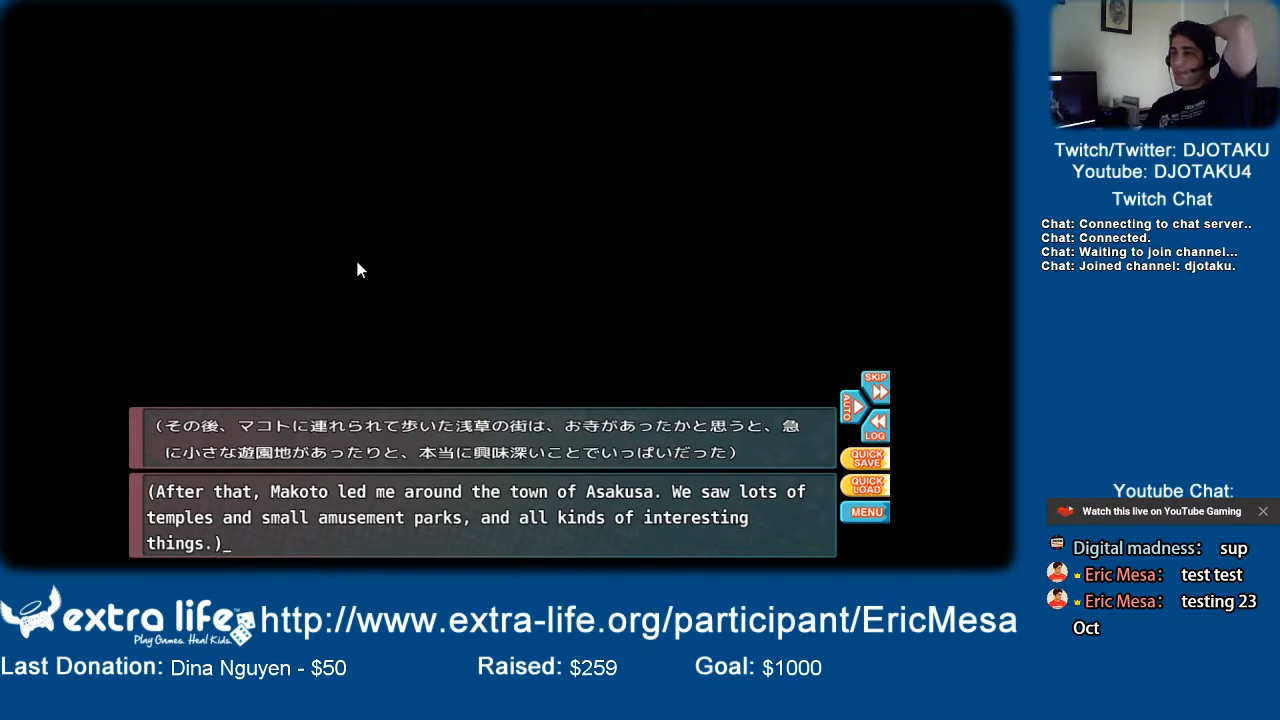 Twitch/Twitter: DJOTAKU
Youtube: DJOTAKU4
Twitch Chat
Chat: Connecting to chat server..
Chat: Connected.
Chat: Waiting to join channel...
Chat: Joined channel: djotaku.
SKIP
AUTO
LOG
QUICK
SAVE
QUICK
LOAD
MENU
（その後、マコトに連れられて歩いた浅草の街は、お寺があったかと思うと、急
に小さな遊園地があったりと、本当に興味深いことでいっぱいだった）
(After that, Makoto led me around the town of Asakusa. We saw lots of
temples and small amusement parks, and all kinds of interesting
things.)_
Youtube Chat:
Watch this live on YouTube Gaming
Digital madness: sup
Eric Mesa: test test
Eric Mesa: testing 23
Oct
extra life
Play Games. Heal Kids.
http://www.extra-life.org/participant/EricMesa
Last Donation: Dina Nguyen - $50
Raised: $259
Goal: $1000